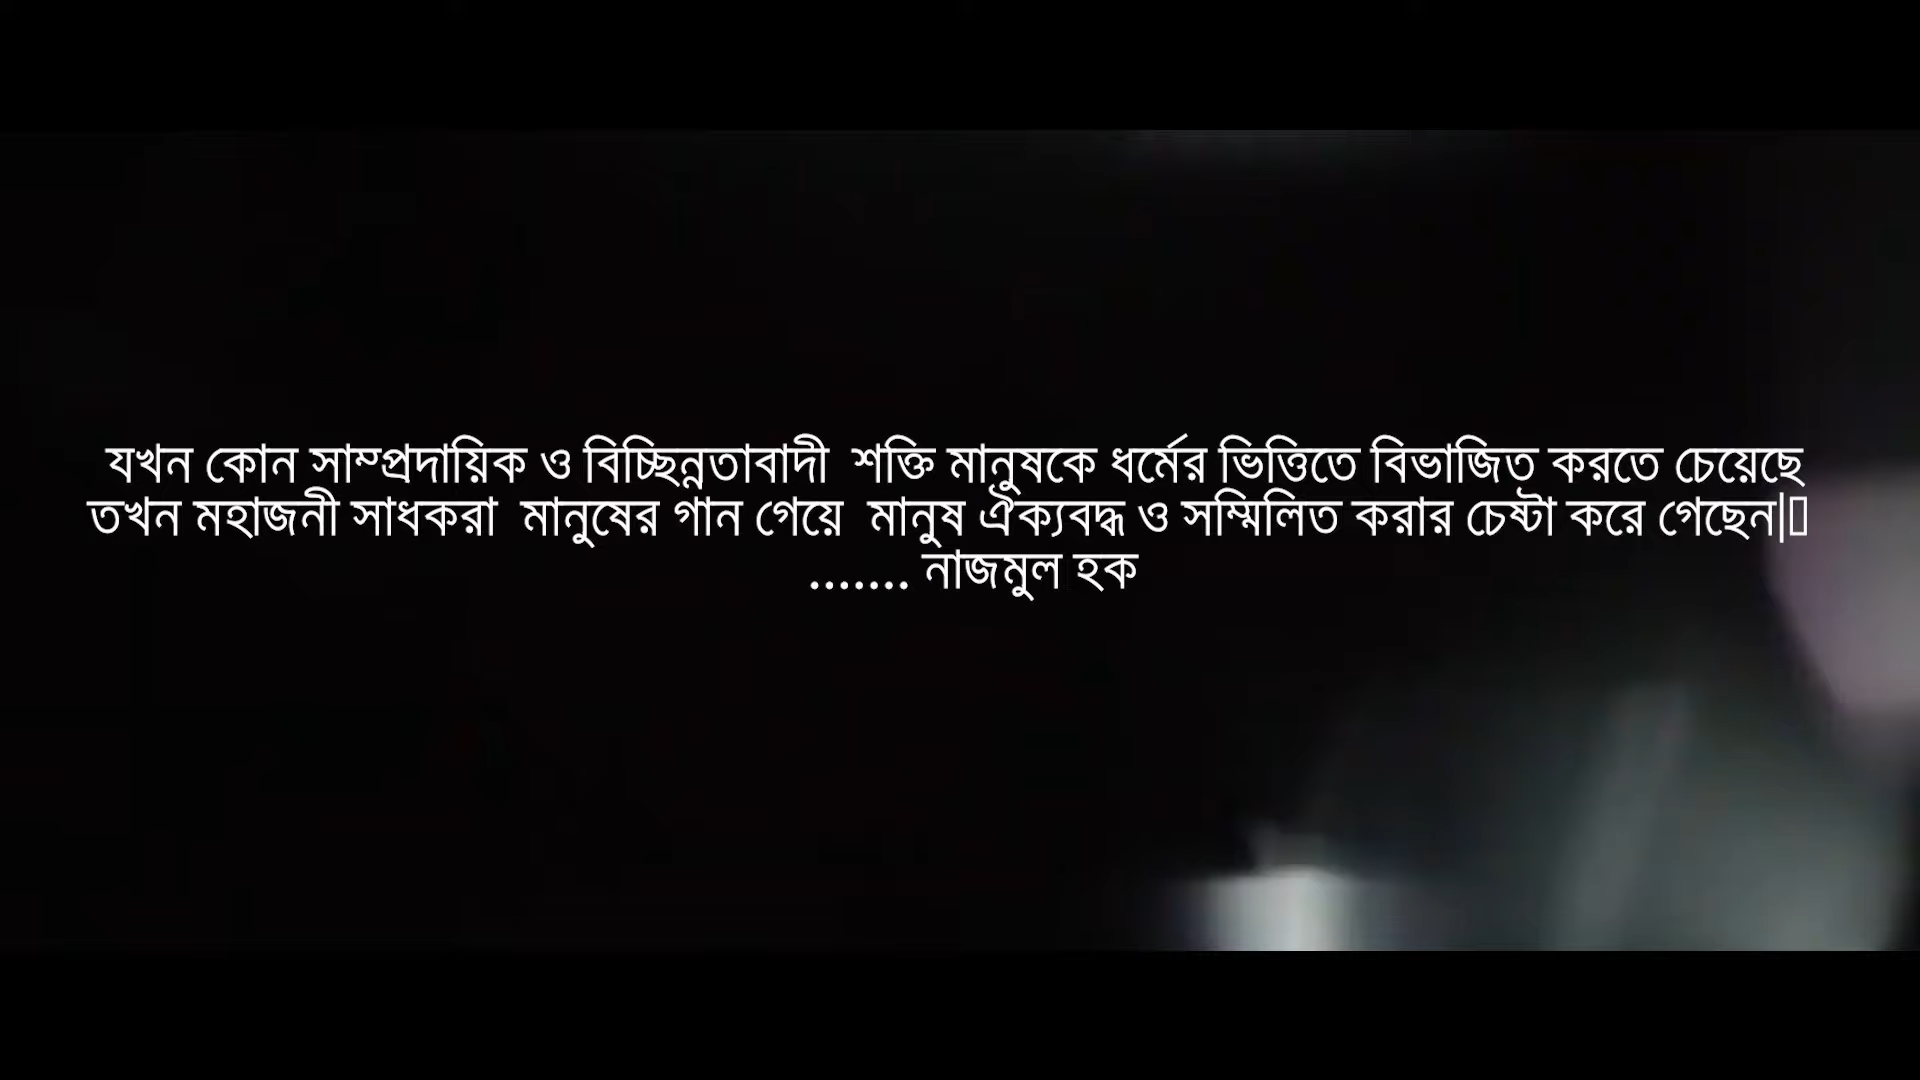 যখন কোন সাম্প্রদায়িক ও বিচ্ছিন্নতাবাদী  শক্তি মানুষকে ধর্মের ভিত্তিতে বিভাজিত করতে চেয়েছে
তখন মহাজনী সাধকরা  মানুষের গান গেয়ে  মানুষ ঐক্যবদ্ধ ও সম্মিলিত করার চেষ্টা করে গেছেন|
....... নাজমুল হক